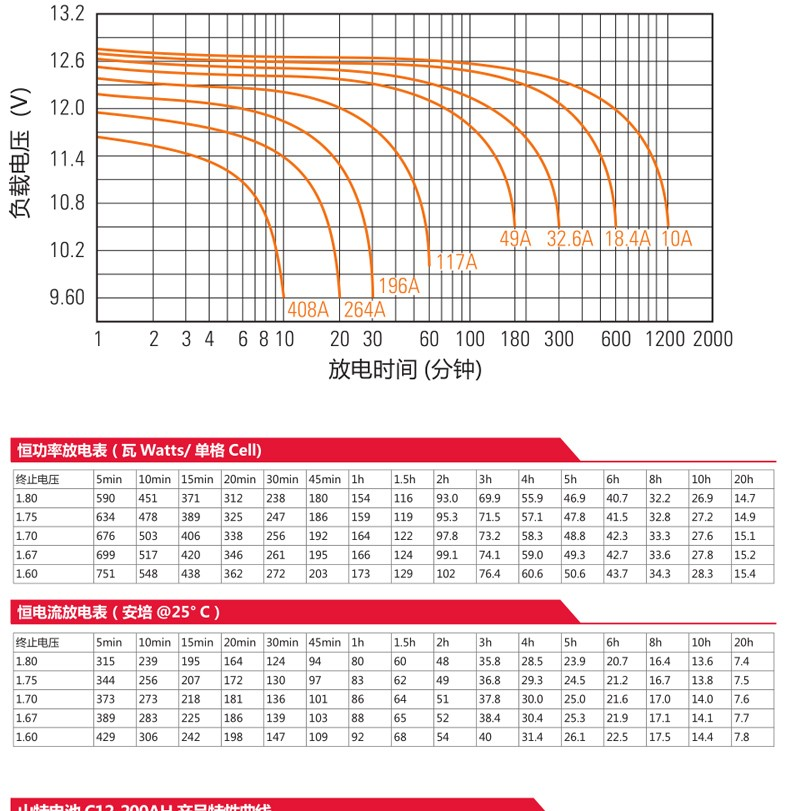 13.2
12.6
12.0
11.4
10.8
10.2
9.60
负载电压 (V)
49A 32.6A 18.4A 10A
117A
196A
408A 264A
1 2 3 4 6 8 10 20 30 60 100 180 300 600 1200 2000
放电时间 (分钟)
恒功率放电表 ( 瓦 Watts/ 单格 Cell)
终止电压 5min 10min 15min 20min 30min 45min 1h 1.5h 2h 3h 4h 5h 6h 8h 10h 20h
1.80 590 451 371 312 238 180 154 116 93.0 69.9 55.9 46.9 40.7 32.2 26.9 14.7
1.75 634 478 389 325 247 186 159 119 95.3 71.5 57.1 47.8 41.5 32.8 27.2 14.9
1.70 676 503 406 338 256 192 164 122 97.8 73.2 58.3 48.8 42.3 33.3 27.6 15.1
1.67 699 517 420 346 261 195 166 124 99.1 74.1 59.0 49.3 42.7 33.6 27.8 15.2
1.60 751 548 438 362 272 203 173 129 102 76.4 60.6 50.6 43.7 34.3 28.3 15.4
恒电流放电表 ( 安培 @25° C )
终止电压 5min 10min 15min 20min 30min 45min 1h 1.5h 2h 3h 4h 5h 6h 8h 10h 20h
1.80 315 239 195 164 124 94 80 60 48 35.8 28.5 23.9 20.7 16.4 13.6 7.4
1.75 344 256 207 172 130 97 83 62 49 36.8 29.3 24.5 21.2 16.7 13.8 7.5
1.70 373 273 218 181 136 101 86 64 51 37.8 30.0 25.0 21.6 17.0 14.0 7.6
1.67 389 283 225 186 139 103 88 65 52 38.4 30.4 25.3 21.9 17.1 14.1 7.7
1.60 429 306 242 198 147 109 92 68 54 40 31.4 26.1 22.5 17.5 14.4 7.8
山特电池 C12-200AH 产品特性曲线